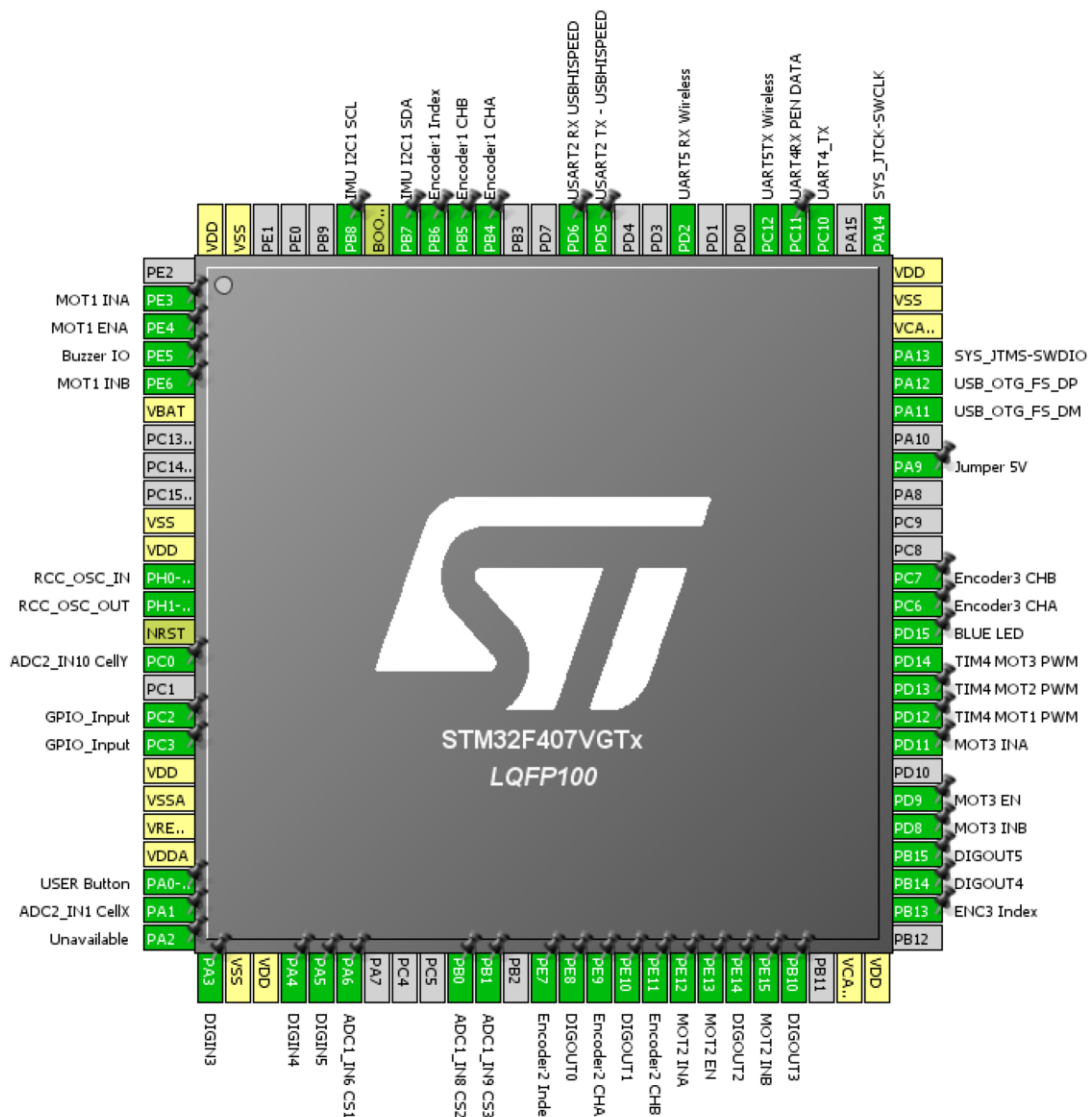 IMU I2C1 SCL
IMU I2C1 SDA
Encoder1 Index
Encoder1 CHB
Encoder1 CHA
USART2 RX USBHISPEED
USART2 TX - USBHISPEED
UART5 RX Wireless
UART5TX Wireless
UART4RX PEN DATA
UART4_TX
SYS_JTCK-SWCLK
VDD
VSS
PE1
PE0
PB9
PB8
BOO..
PB7
PB6
PB5
PB4
PB3
PD7
PD6
PD5
PD4
PD3
PD2
PD1
PD0
PC12
PC11
PC10
PA15
PA14
PE2
MOT1 INA PE3
MOT1 ENA PE4
Buzzer IO PE5
MOT1 INB PE6
VBAT
PC13..
PC14..
PC15..
VSS
VDD
RCC_OSC_IN PH0-..
RCC_OSC_OUT PH1-..
NRST
ADC2_IN10 CellY PC0
PC1
GPIO_Input PC2
GPIO_Input PC3
VDD
VSSA
VRE..
VDDA
USER Button PA0-..
ADC2_IN1 CellX PA1
Unavailable PA2
ST
STM32F407VGTx
LQFP100
VDD
VSS
VCA..
PA13 SYS_JTMS-SWDIO
PA12 USB_OTG_FS_DP
PA11 USB_OTG_FS_DM
PA10
PA9 Jumper 5V
PA8
PC9
PC8
PC7 Encoder3 CHB
PC6 Encoder3 CHA
PD15 BLUE LED
PD14 TIM4 MOT3 PWM
PD13 TIM4 MOT2 PWM
PD12 TIM4 MOT1 PWM
PD11 MOT3 INA
PD10
PD9 MOT3 EN
PD8 MOT3 INB
PB15 DIGOUT5
PB14 DIGOUT4
PB13 ENC3 Index
PB12
PA3
VSS
VDD
PA4
PA5
PA6
PA7
PC4
PC5
PB0
PB1
PB2
PE7
PE8
PE9
PE10
PE11
PE12
PE13
PE14
PE15
PB10
PB11
VCA..
VDD
DIGIN3
DIGIN4
DIGIN5
ADC1_IN6 CS1
ADC1_IN8 CS2
ADC1_IN9 CS3
Encoder2 Inde
DIGOUT0
Encoder2 CHA
DIGOUT1
Encoder2 CHB
MOT2 INA
MOT2 EN
DIGOUT2
MOT2 INB
DIGOUT3